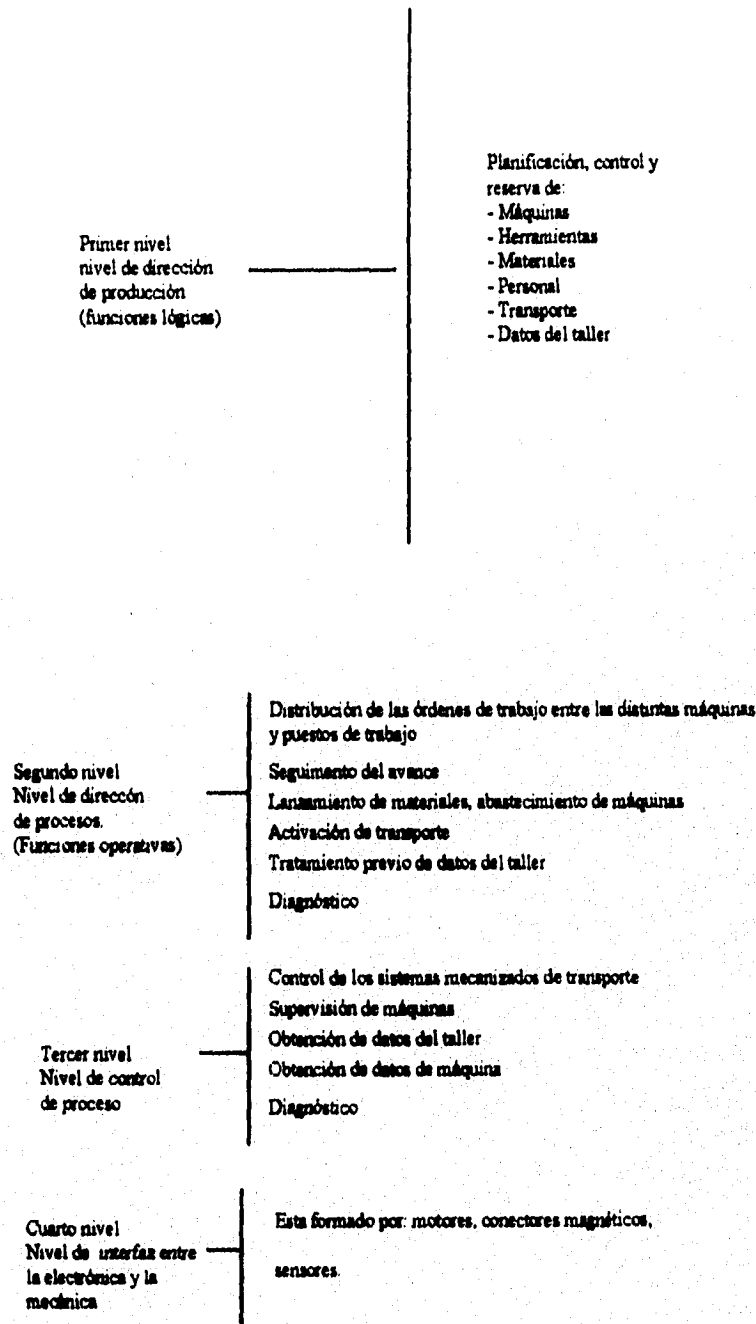 Primer nivel
nivel de dirección
de producción
(funciones lógicas)
Planificación, control y
reserva de:
- Máquinas
- Herramientas
- Materiales
- Personal
- Transporte
- Datos del taller
Segundo nivel
Nivel de direccón
de procesos.
(Funciones operativas)
Distribución de las órdenes de trabajo entre las distintas máquinas
y puestos de trabajo
Seguimento del avance
Lanzamiento de materiales, abastecimiento de máquinas
Activación de transporte
Tratamiento previo de datos del taller
Diagnóstico
Tercer nivel
Nivel de control
de proceso
Control de los sistemas mecanizados de transporte
Supervisión de máquinas
Obtención de datos del taller
Obtención de datos de máquina
Diagnóstico
Cuarto nivel
Nivel de interfaz entre
la electrónica y la
mecánica
Esta formado por: motores, conectores magnéticos,
sensores.